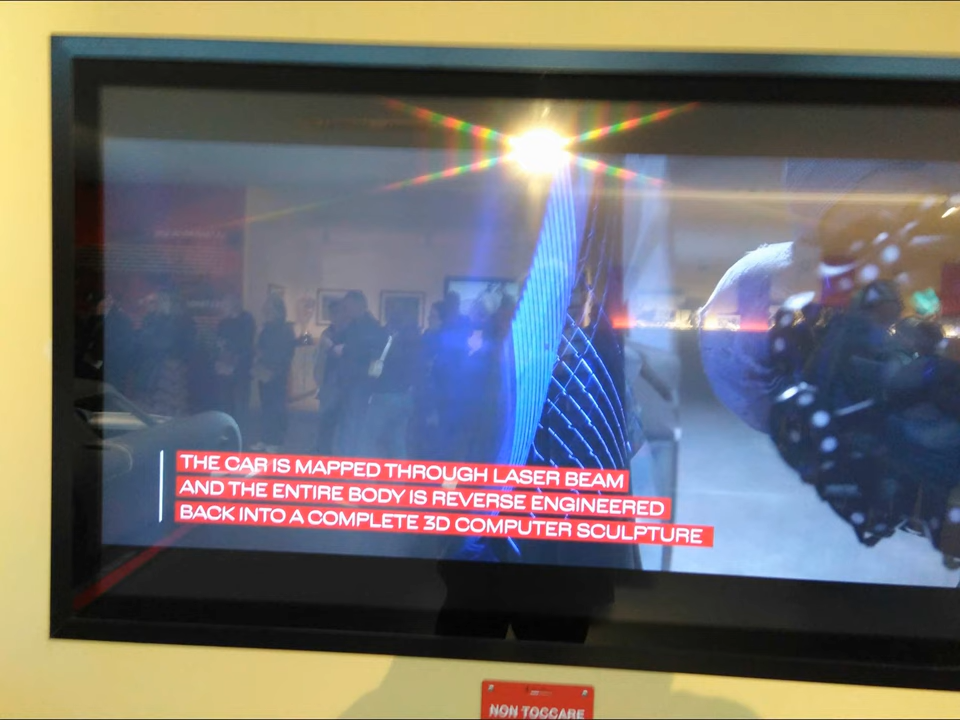 THE CAR IS MAPPED THROUGH LASER BEAM
AND THE ENTIRE BODY IS REVERSE ENGINEERED
BACK INTO A COMPLETE 3D COMPUTER SCULPTURE
NON TOCCARE